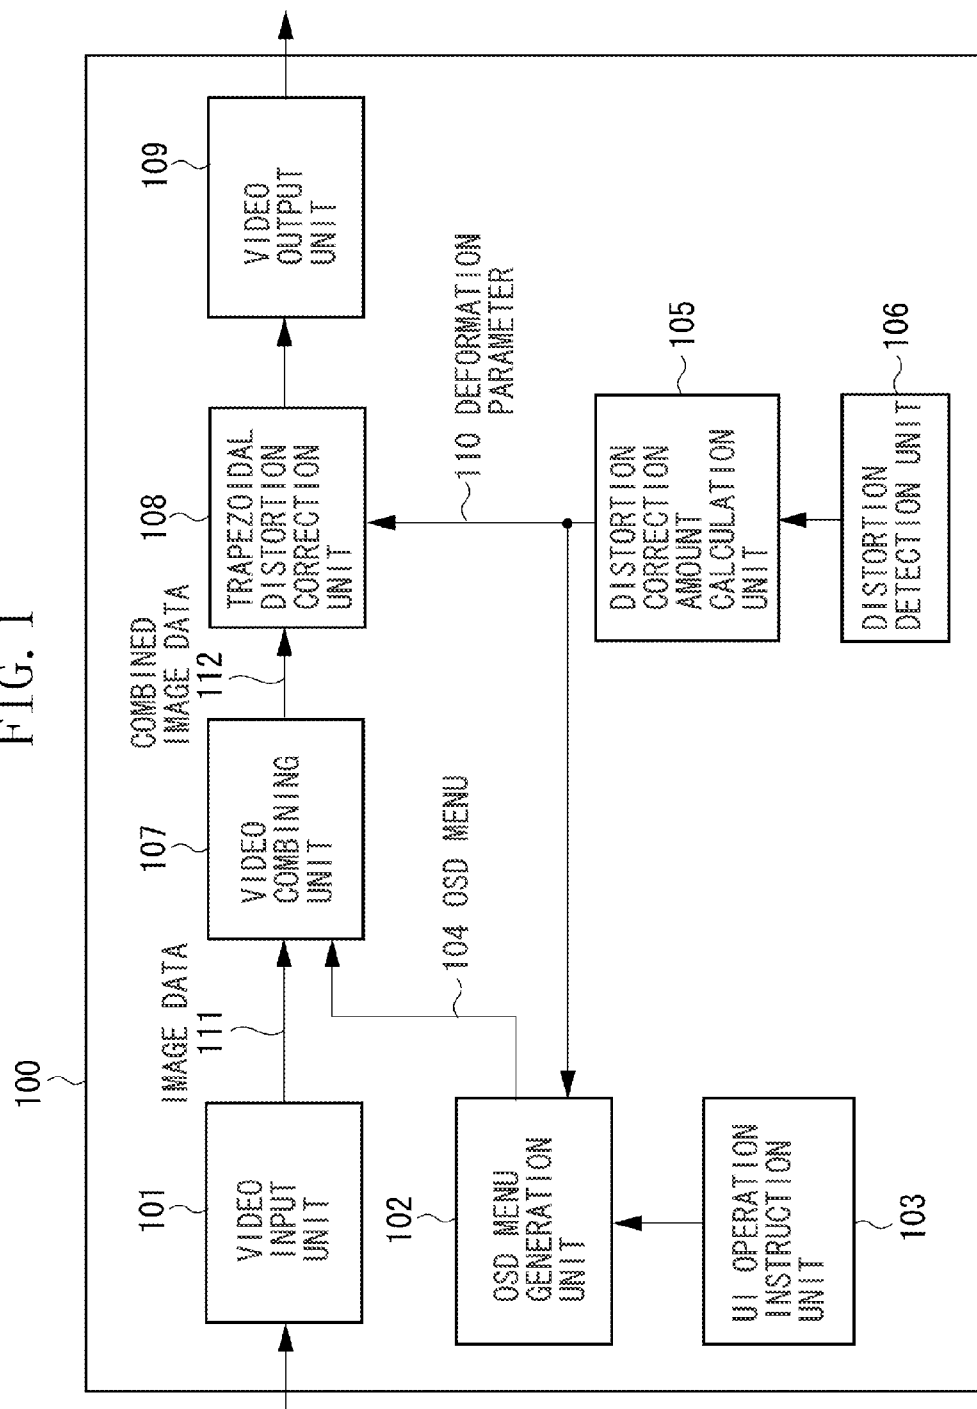 FIG. 1
100
101
VIDEO
INPUT
UNIT
IMAGE DATA
111
107
VIDEO
COMBINING
UNIT
COMBINED
IMAGE DATA
112
108
TRAPEZOIDAL
DISTORTION
CORRECTION
UNIT
109
VIDEO
OUTPUT
UNIT
102
OSD MENU
GENERATION
UNIT
104 OSD MENU
110 DEFORMATION
PARAMETER
105
DISTORTION
CORRECTION
AMOUNT
CALCULATION
UNIT
UI OPERATION
INSTRUCTION
UNIT
103
106
DISTORTION
DETECTION UNIT